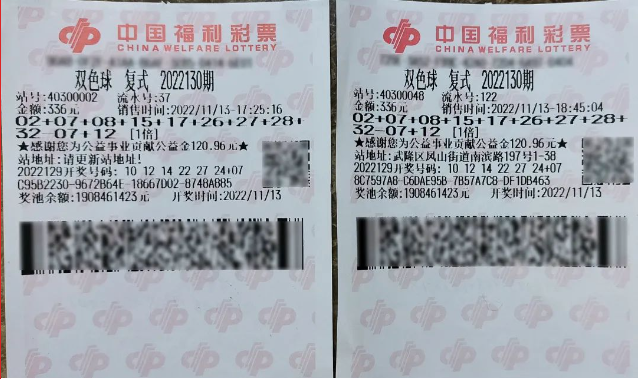 中国福利彩票
CHINA WELFARE LOTTERY
双色球 复式 2022130期
站号:40300002 流水号:37
金额:336元 销售时间:2022/11/13-17:25:16
02+07+08+15+17+26+27+28+
32-07+12 [1倍]
★感谢您为公益事业贡献公益金120.96元★
站地址:请更新站地址!
2022129开奖号码: 10 12 14 22 27 24+07
C95B2230-9672B64E-18667D02-B748AB85
奖池余额:1908461423元 开奖时间:2022/11/13
中国福利彩票
CHINA WELFARE LOTTERY
双色球 复式 2022130期
站号:40300048 流水号:122
金额:336元 销售时间:2022/11/13-18:45:04
02+07+08+15+17+26+27+28+
32-07+12 [1倍]
★感谢您为公益事业贡献公益金120.96元★
站地址:武隆区凤山街道南滨路197号1-38
2022129开奖号码: 10 12 14 22 27 24+07
8C7597A8-C6DAE95B-7B57A7C8-DF1DB463
奖池余额:1908461423元 开奖时间:2022/11/13